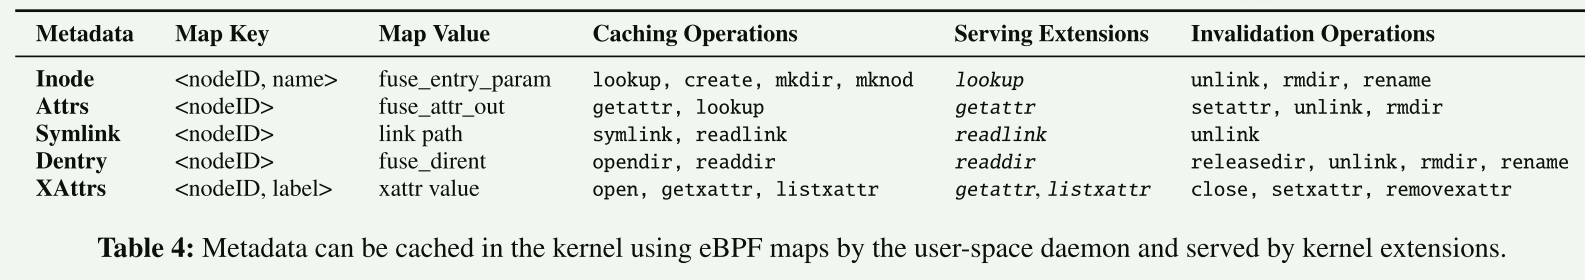 Metadata Map Key Map Value Caching Operations Serving Extensions Invalidation Operations
Inode <nodeID, name> fuse_entry_param lookup, create, mkdir, mknod lookup unlink, rmdir, rename
Attrs <nodeID> fuse_attr_out getattr, lookup getattr setattr, unlink, rmdir
Symlink <nodeID> link path symlink, readlink readlink unlink
Dentry <nodeID> fuse_dirent opendir, readdir readdir releasedir, unlink, rmdir, rename
XAttrs <nodeID, label> xattr value open, getxattr, listxattr getattr, listxattr close, setxattr, removexattr
Table 4: Metadata can be cached in the kernel using eBPF maps by the user-space daemon and served by kernel extensions.